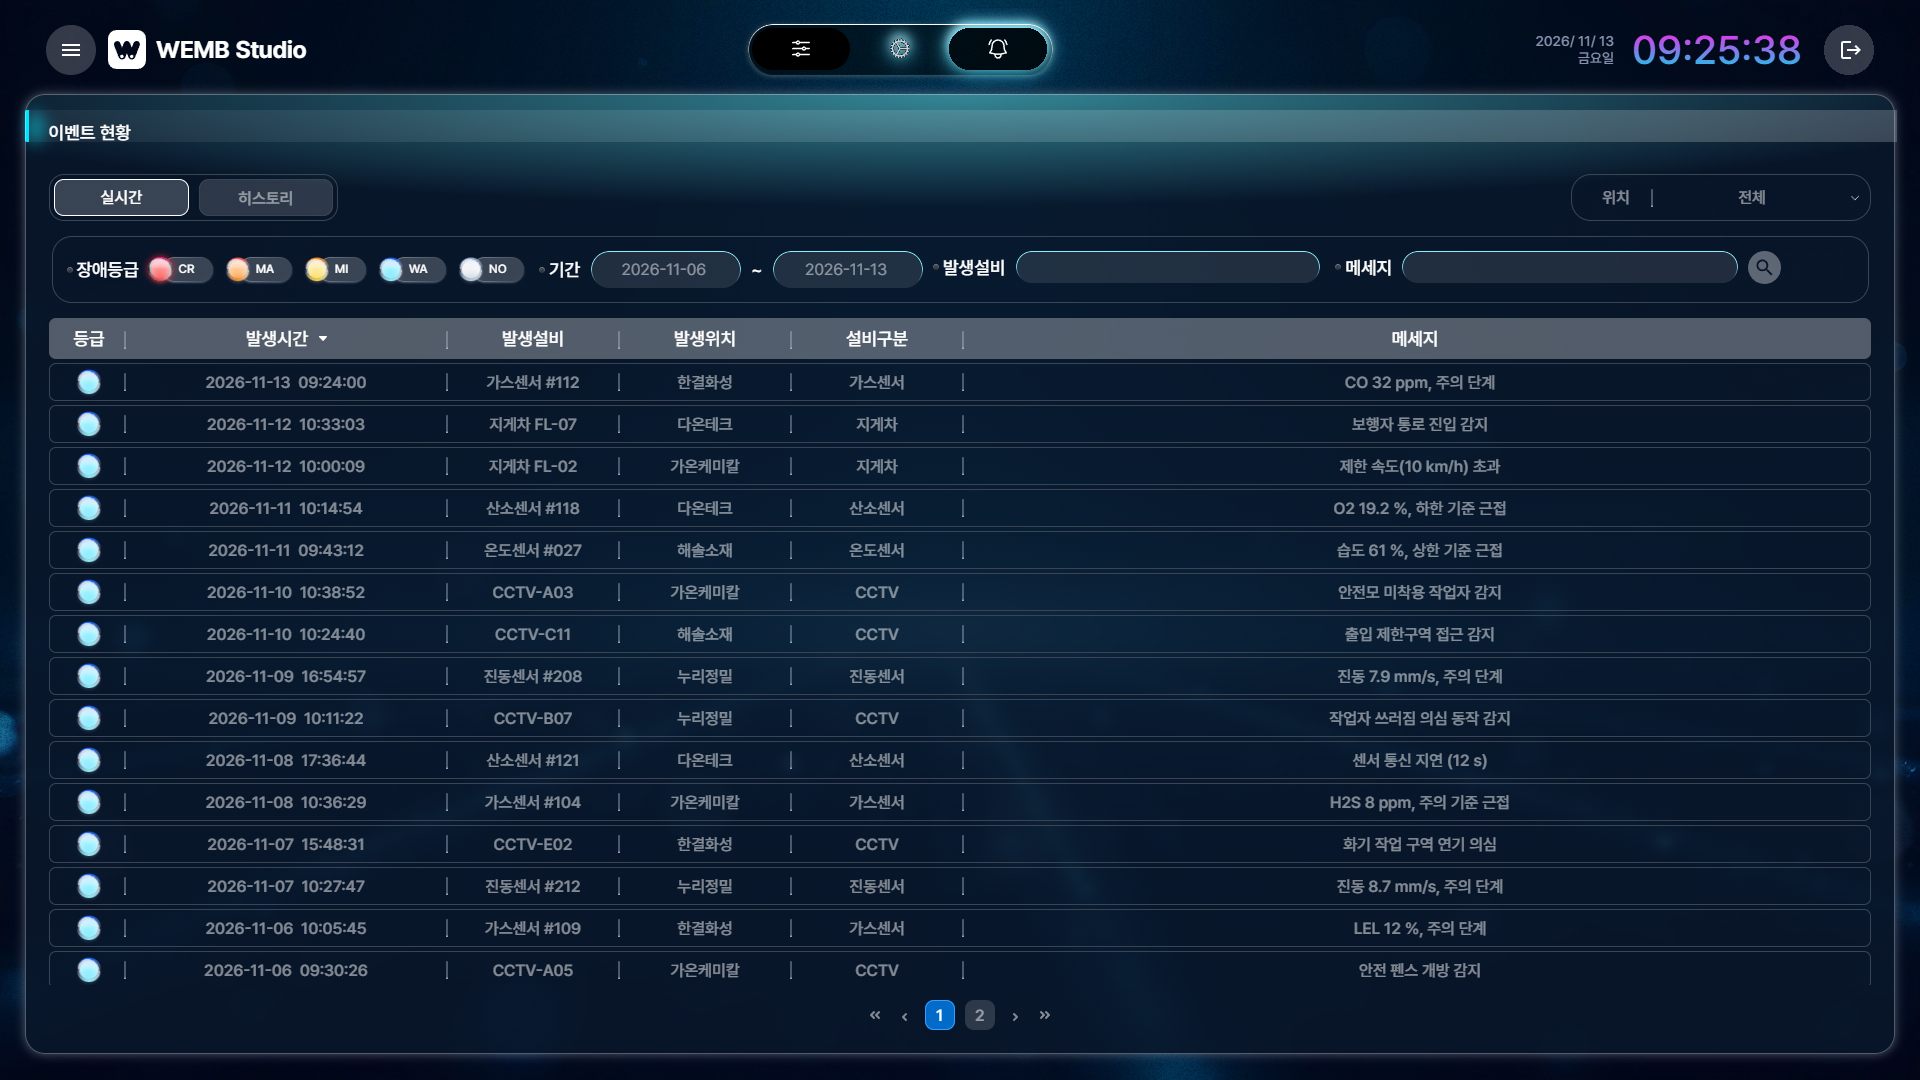 WEMB Studio
2026/ 11/ 13
금요일
09:25:38
이벤트 현황
실시간 히스토리 위치 전체
장애등급 CR MA MI WA NO 기간 2026-11-06 ~ 2026-11-13 발생설비 메세지
등급 발생시간 발생설비 발생위치 설비구분 메세지
2026-11-13 09:24:00 가스센서 #112 한결화성 가스센서 CO 32 ppm, 주의 단계
2026-11-12 10:33:03 지게차 FL-07 다온테크 지게차 보행자 통로 진입 감지
2026-11-12 10:00:09 지게차 FL-02 가온케미칼 지게차 제한 속도(10 km/h) 초과
2026-11-11 10:14:54 산소센서 #118 다온테크 산소센서 O2 19.2 %, 하한 기준 근접
2026-11-11 09:43:12 온도센서 #027 해솔소재 온도센서 습도 61 %, 상한 기준 근접
2026-11-10 10:38:52 CCTV-A03 가온케미칼 CCTV 안전모 미착용 작업자 감지
2026-11-10 10:24:40 CCTV-C11 해솔소재 CCTV 출입 제한구역 접근 감지
2026-11-09 16:54:57 진동센서 #208 누리정밀 진동센서 진동 7.9 mm/s, 주의 단계
2026-11-09 10:11:22 CCTV-B07 누리정밀 CCTV 작업자 쓰러짐 의심 동작 감지
2026-11-08 17:36:44 산소센서 #121 다온테크 산소센서 센서 통신 지연 (12 s)
2026-11-08 10:36:29 가스센서 #104 가온케미칼 가스센서 H2S 8 ppm, 주의 기준 근접
2026-11-07 15:48:31 CCTV-E02 한결화성 CCTV 화기 작업 구역 연기 의심
2026-11-07 10:27:47 진동센서 #212 누리정밀 진동센서 진동 8.7 mm/s, 주의 단계
2026-11-06 10:05:45 가스센서 #109 한결화성 가스센서 LEL 12 %, 주의 단계
2026-11-06 09:30:26 CCTV-A05 가온케미칼 CCTV 안전 펜스 개방 감지
« ‹ 1 2 › »